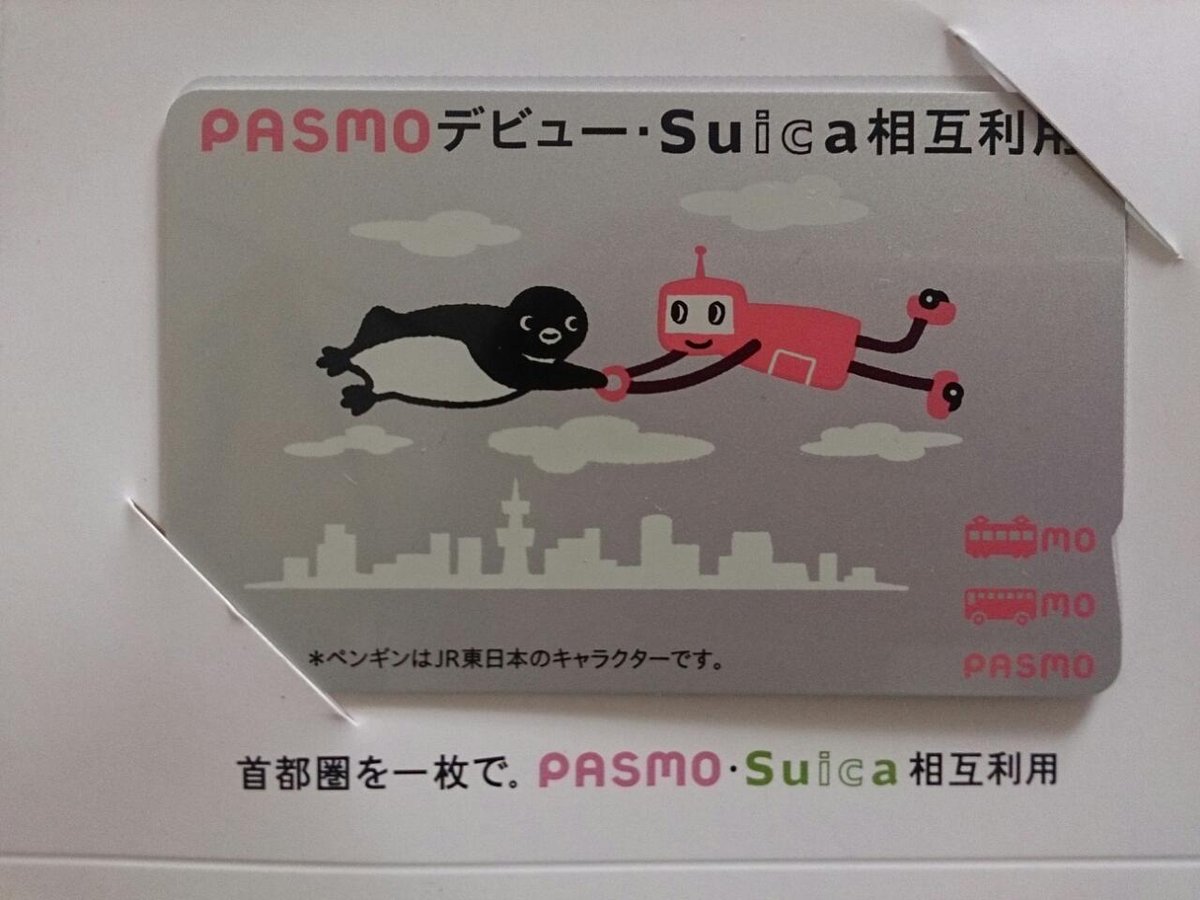 PASMOデビュー・Suica相互利用
MO
MO
PASMO
＊ペンギンはJR東日本のキャラクターです。
首都圏を一枚で。PASMO・Suica相互利用